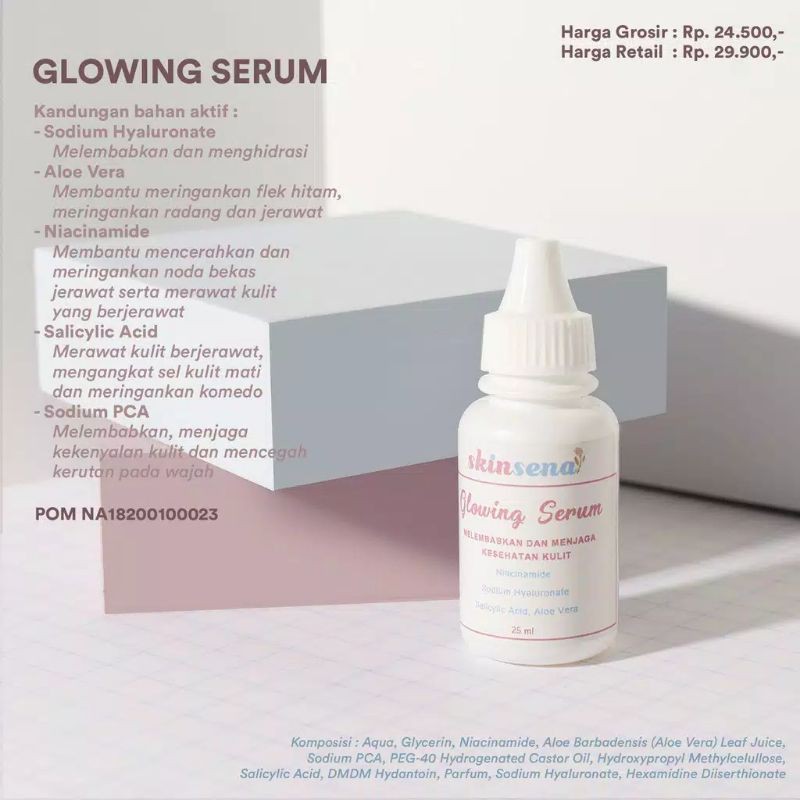 Harga Grosir : Rp. 24.500,-
Harga Retail : Rp. 29.900,-
GLOWING SERUM
Kandungan bahan aktif :
- Sodium Hyaluronate
Melembabkan dan menghidrasi
- Aloe Vera
Membantu meringankan flek hitam,
meringankan radang dan jerawat
- Niacinamide
Membantu mencerahkan dan
meringankan noda bekas
jerawat serta merawat kulit
yang berjerawat
- Salicylic Acid
Merawat kulit berjerawat,
mengangkat sel kulit mati
dan meringankan komedo
- Sodium PCA
Melembabkan, menjaga
kekenyalan kulit dan mencegah
kerutan pada wajah
POM NA18200100023
skinsena
Glowing Serum
MELEMBABKAN DAN MENJAGA
KESEHATAN KULIT
Niacinamide
Sodium Hyaluronate
Salicylic Acid, Aloe Vera
25 ml
Komposisi : Aqua, Glycerin, Niacinamide, Aloe Barbadensis (Aloe Vera) Leaf Juice,
Sodium PCA, PEG-40 Hydrogenated Castor Oil, Hydroxypropyl Methylcellulose,
Salicylic Acid, DMDM Hydantoin, Parfum, Sodium Hyaluronate, Hexamidine Diiserthionate